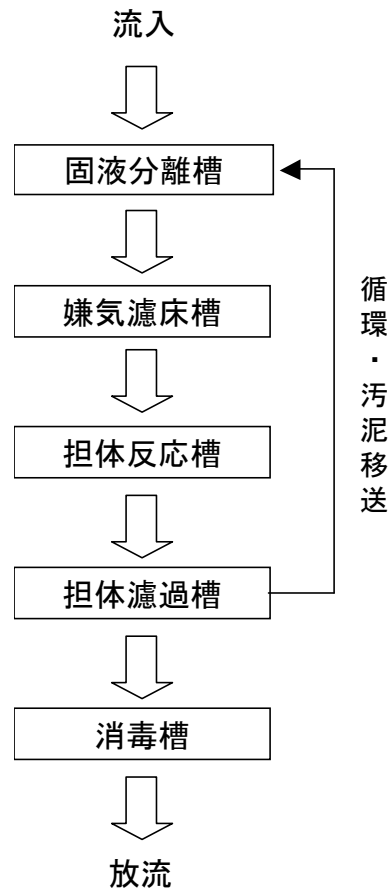 流入
固液分離槽
嫌気濾床槽
担体反応槽
担体濾過槽
消毒槽
放流
循環・汚泥移送